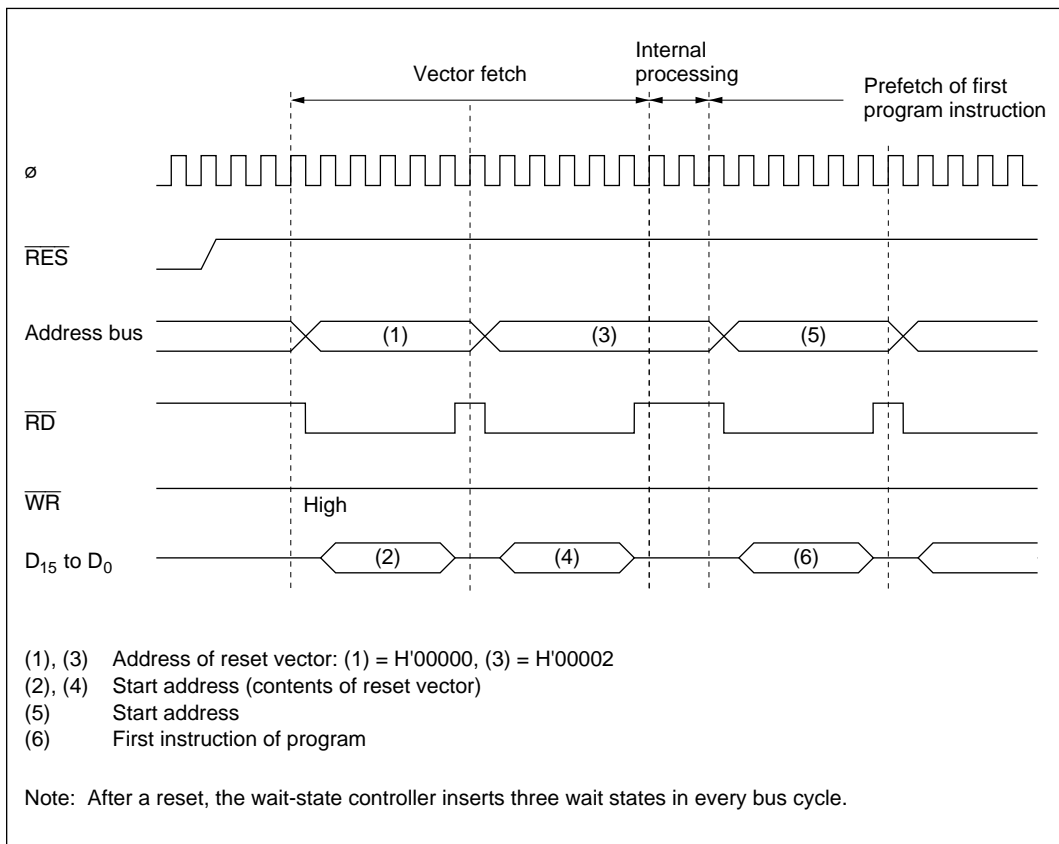 Vector fetch
Internal
processing
Prefetch of first
program instruction
ø
RES
Address bus
(1)
(3)
(5)
RD
WR
High
D15 to D0
(2)
(4)
(6)
(1), (3) Address of reset vector: (1) = H'00000, (3) = H'00002
(2), (4) Start address (contents of reset vector)
(5) Start address
(6) First instruction of program
Note: After a reset, the wait-state controller inserts three wait states in every bus cycle.